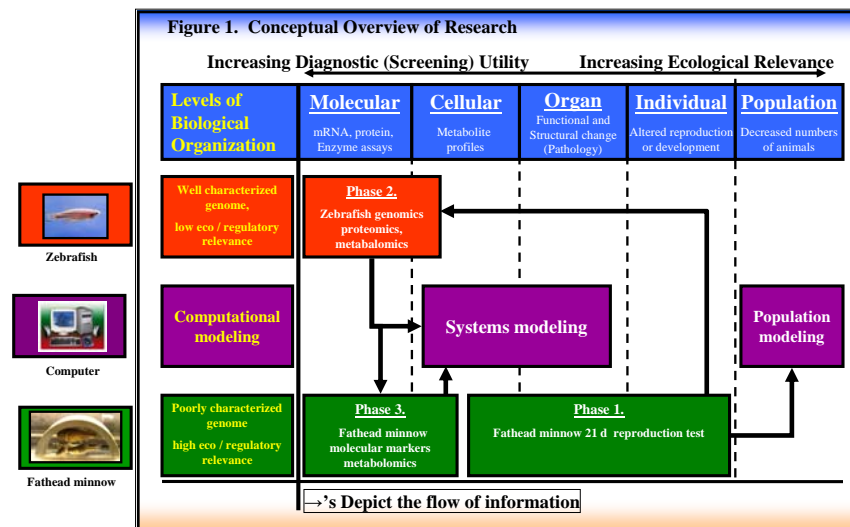 Figure 1.  Conceptual Overview of Research
Increasing Diagnostic (Screening) Utility
Increasing Ecological Relevance
Levels of
Biological
Organization
Molecular
mRNA, protein,
Enzyme assays
Cellular
Metabolite
profiles
Organ
Functional and
Structural change
(Pathology)
Individual
Altered reproduction
or development
Population
Decreased numbers
of animals
Zebrafish
Well characterized
genome,
low eco / regulatory
relevance
Phase 2.
Zebrafish genomics
proteomics,
metabalomics
Computer
Computational
modeling
Systems modeling
Population
modeling
Fathead minnow
Poorly characterized
genome
high eco / regulatory
relevance
Phase 3.
Fathead minnow
molecular markers
metabolomics
Phase 1.
Fathead minnow 21 d  reproduction test
→'s Depict the flow of information